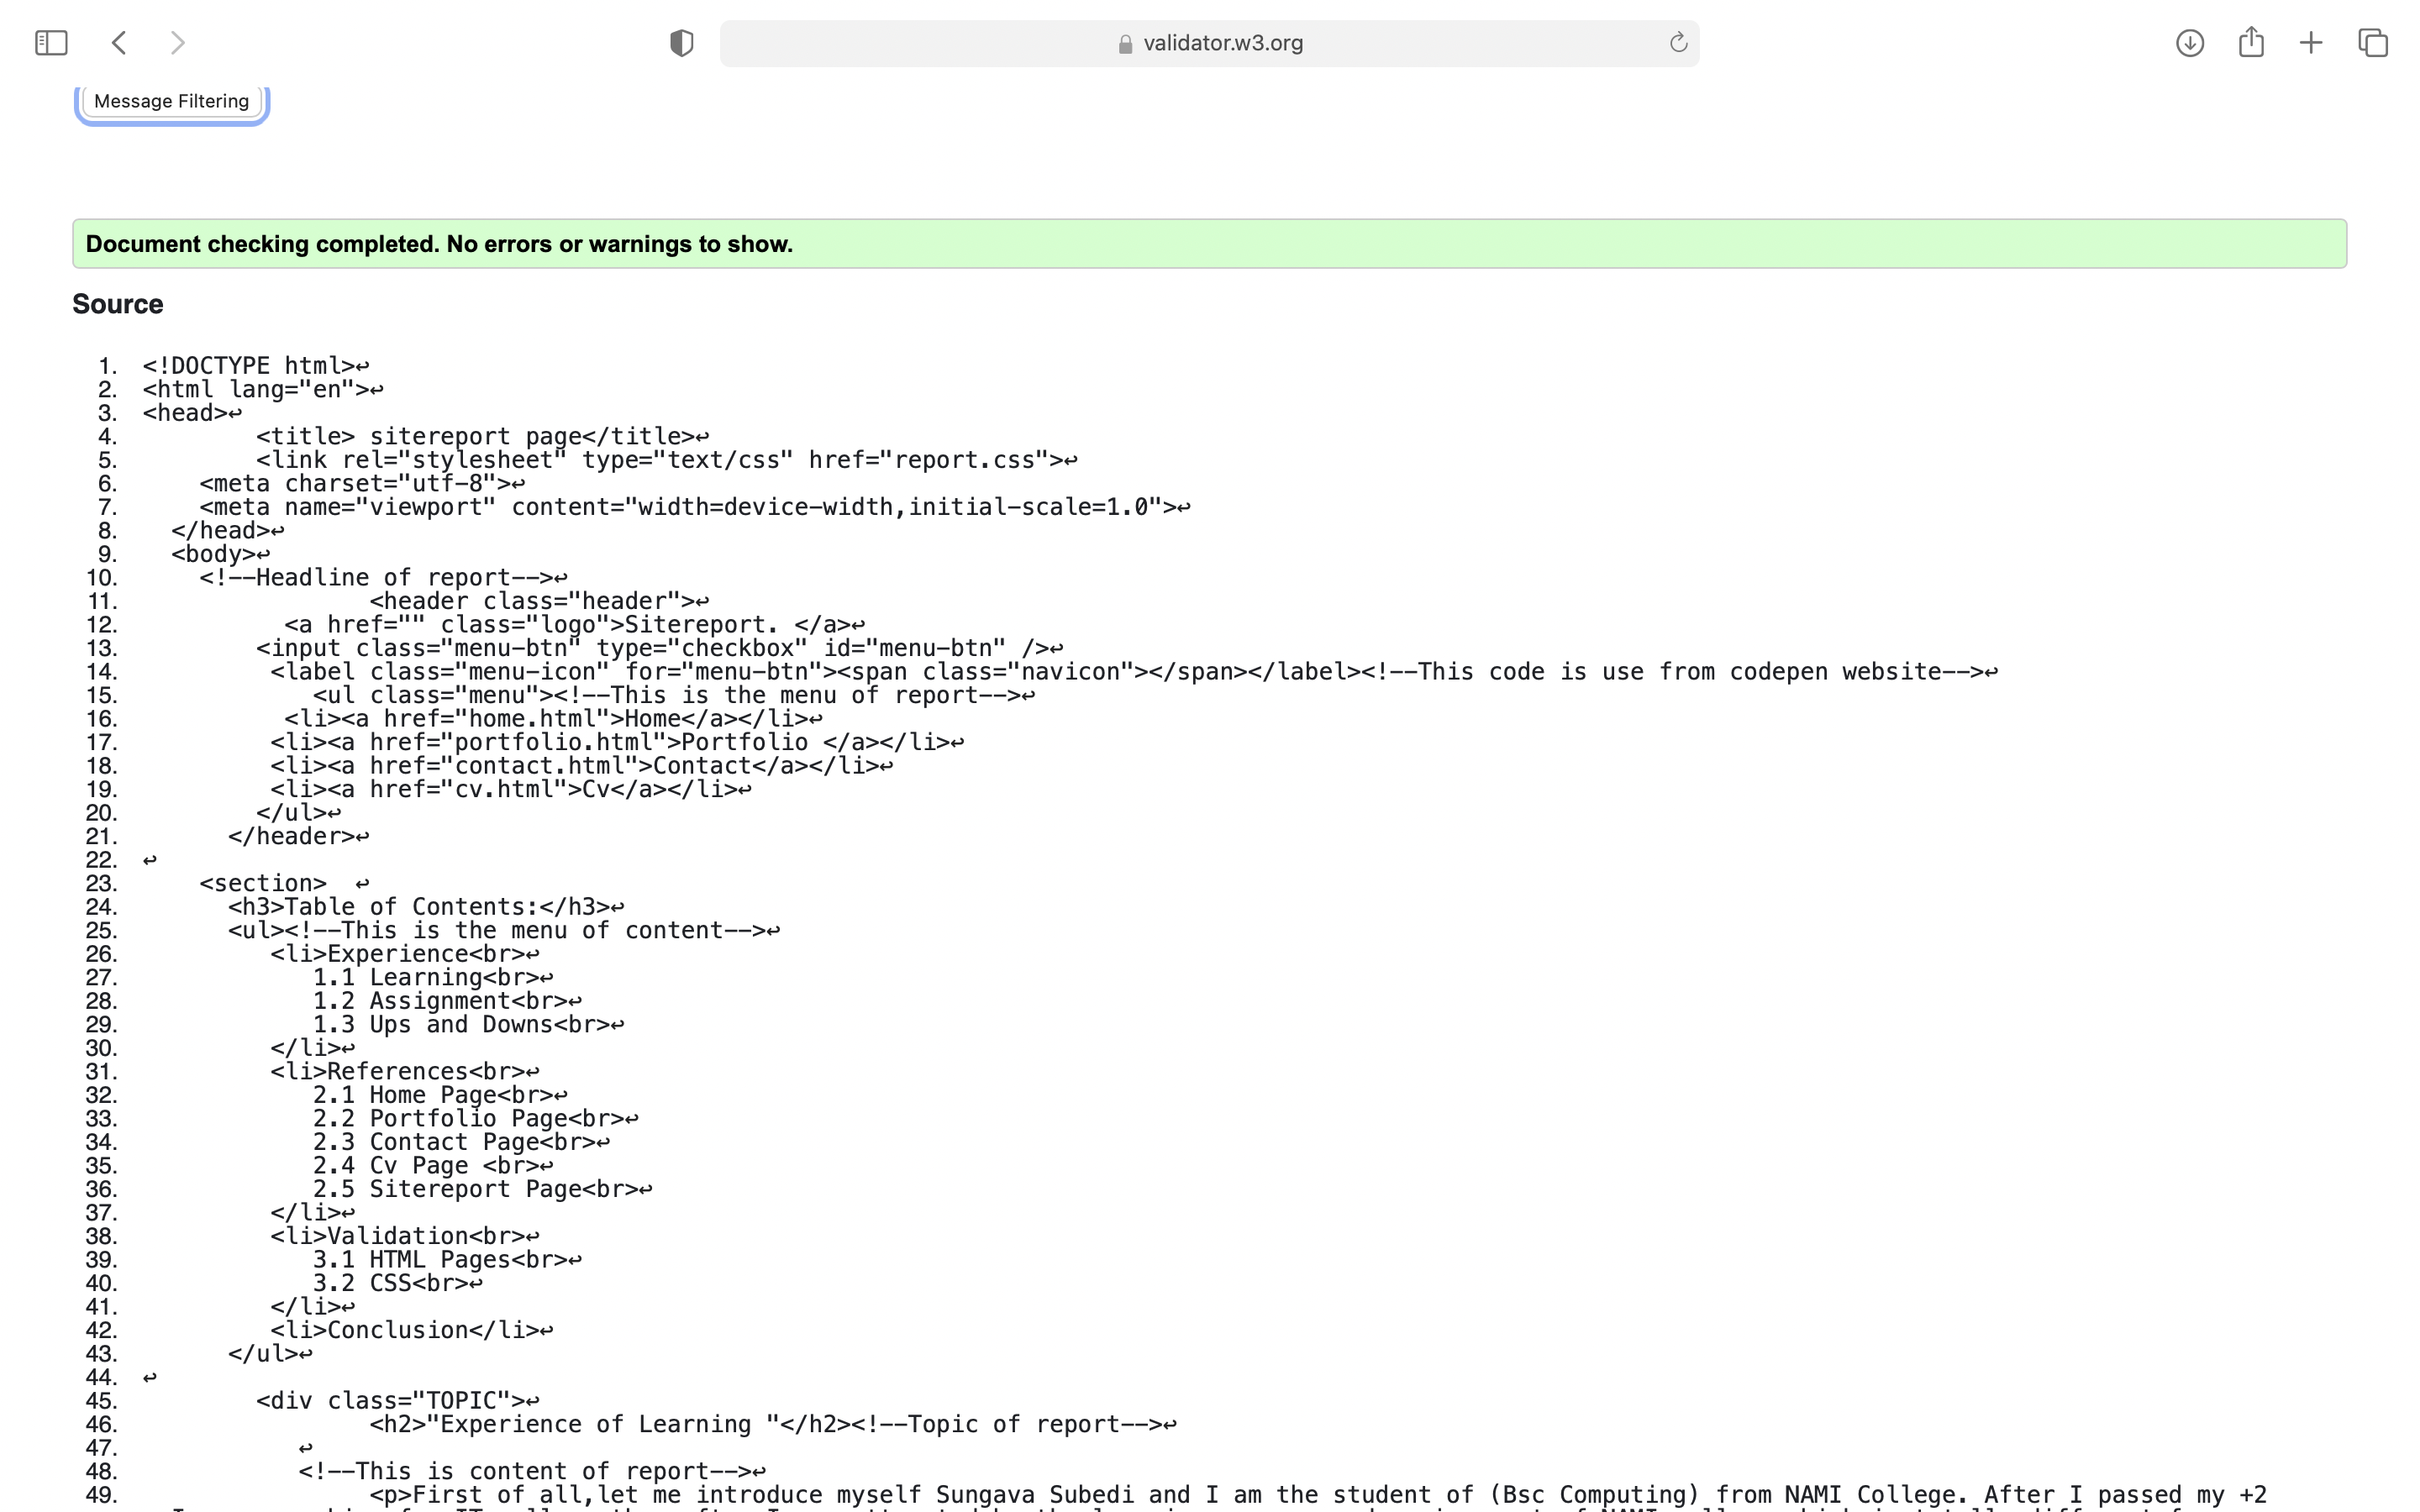 validator.w3.org
Message Filtering
Document checking completed. No errors or warnings to show.
Source
1. <!DOCTYPE html>↩
2. <html lang="en">↩
3. <head>↩
4. <title> sitereport page</title>↩
5. <link rel="stylesheet" type="text/css" href="report.css">↩
6. <meta charset="utf-8">↩
7. <meta name="viewport" content="width=device-width,initial-scale=1.0">↩
8. </head>↩
9. <body>↩
10. <!--Headline of report-->↩
11. <header class="header">↩
12. <a href="" class="logo">Sitereport. </a>↩
13. <input class="menu-btn" type="checkbox" id="menu-btn" />↩
14. <label class="menu-icon" for="menu-btn"><span class="navicon"></span></label><!--This code is use from codepen website-->↩
15. <ul class="menu"><!--This is the menu of report-->↩
16. <li><a href="home.html">Home</a></li>↩
17. <li><a href="portfolio.html">Portfolio </a></li>↩
18. <li><a href="contact.html">Contact</a></li>↩
19. <li><a href="cv.html">Cv</a></li>↩
20. </ul>↩
21. </header>↩
22. ↩
23. <section>  ↩
24. <h3>Table of Contents:</h3>↩
25. <ul><!--This is the menu of content-->↩
26. <li>Experience<br>↩
27. 1.1 Learning<br>↩
28. 1.2 Assignment<br>↩
29. 1.3 Ups and Downs<br>↩
30. </li>↩
31. <li>References<br>↩
32. 2.1 Home Page<br>↩
33. 2.2 Portfolio Page<br>↩
34. 2.3 Contact Page<br>↩
35. 2.4 Cv Page <br>↩
36. 2.5 Sitereport Page<br>↩
37. </li>↩
38. <li>Validation<br>↩
39. 3.1 HTML Pages<br>↩
40. 3.2 CSS<br>↩
41. </li>↩
42. <li>Conclusion</li>↩
43. </ul>↩
44. ↩
45. <div class="TOPIC">↩
46. <h2>"Experience of Learning "</h2><!--Topic of report-->↩
47. ↩
48. <!--This is content of report-->↩
49. <p>First of all,let me introduce myself Sungava Subedi and I am the student of (Bsc Computing) from NAMI College. After I passed my +2